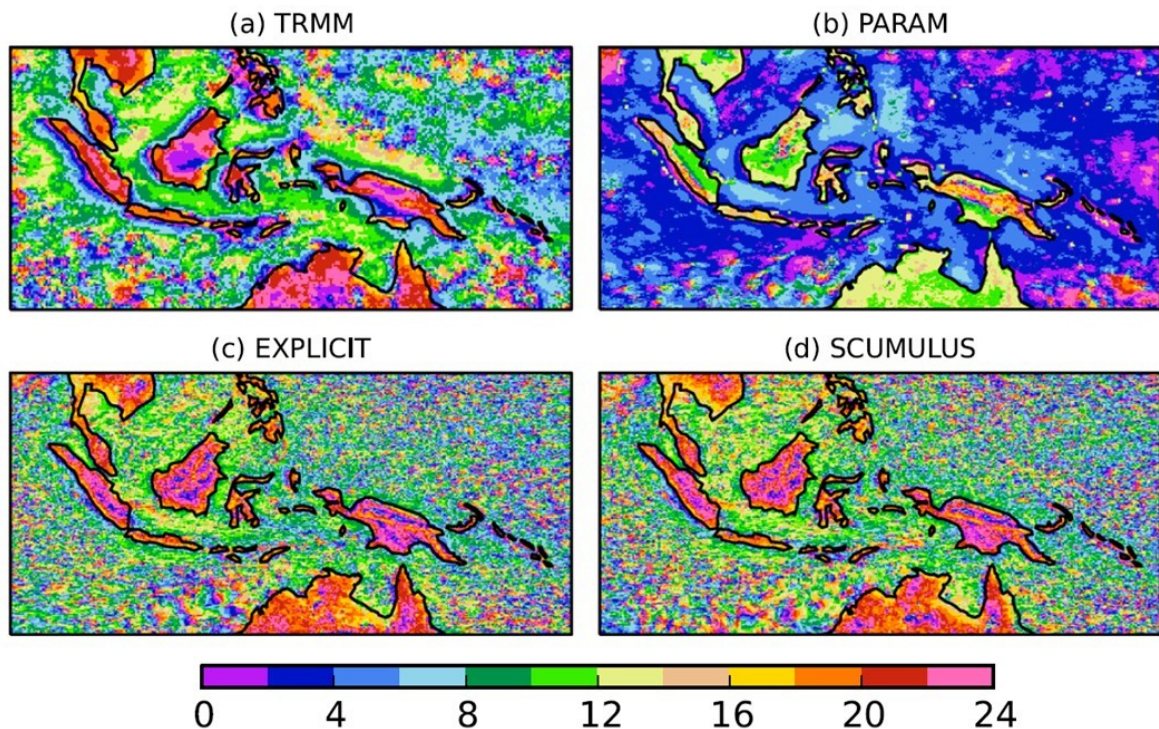 (a) TRMM
(b) PARAM
(c) EXPLICIT
(d) SCUMULUS
0 4 8 12 16 20 24